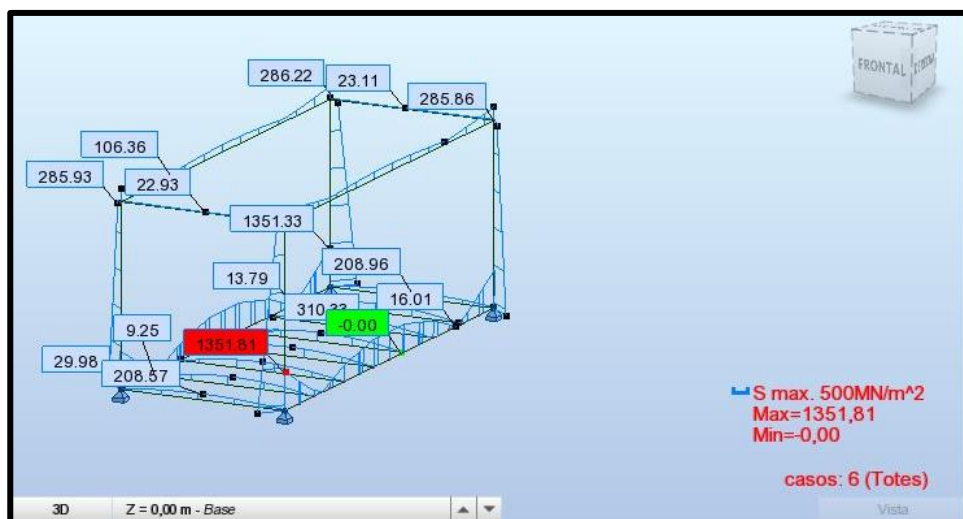 FRONTAL
286.22
23.11
285.86
106.36
285.93
22.93
1351.33
13.79
208.96
16.01
-0.00
9.25
1351.81
29.98
208.57
S max. 500MN/m^2
Max=1351,81
Min=-0,00
casos: 6 (Totes)
3D
Z = 0,00 m - Base
Vista